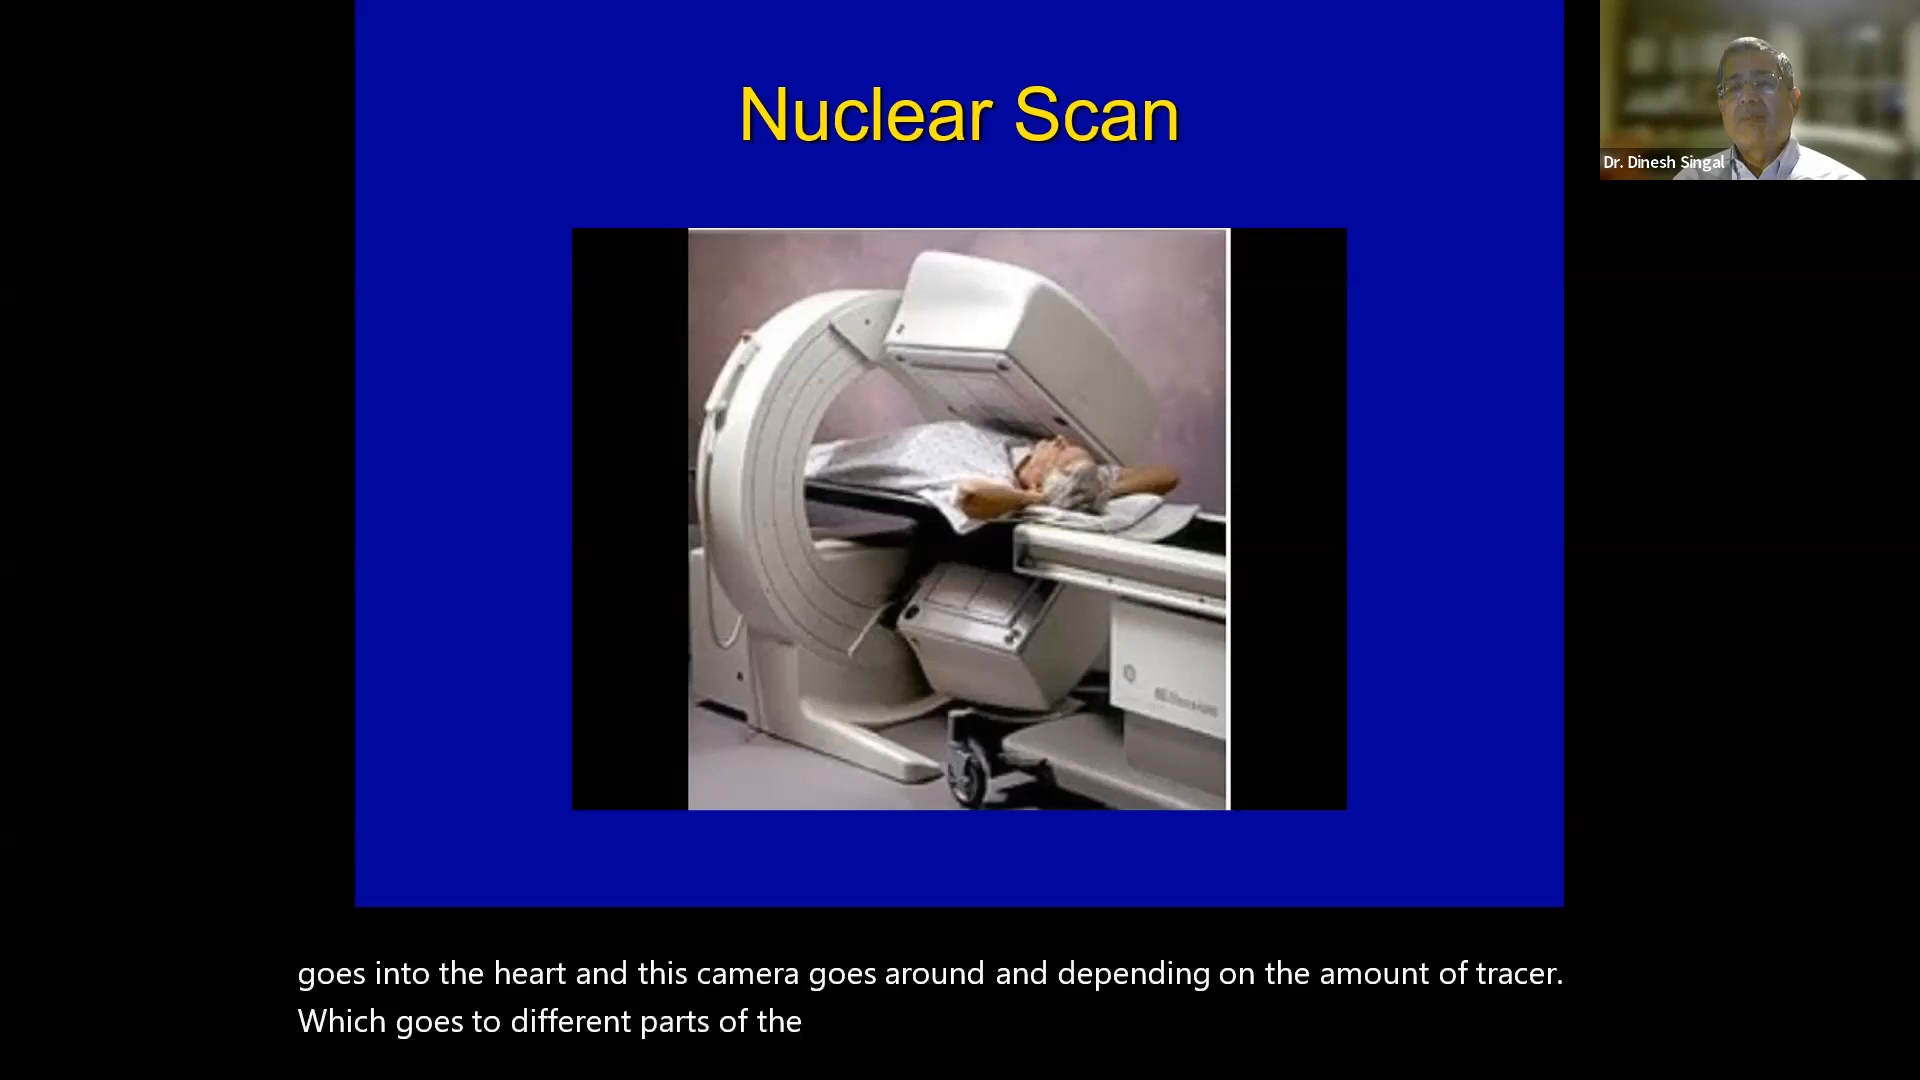 Nuclear Scan
Dr. Dinesh Singal
goes into the heart and this camera goes around and depending on the amount of tracer.
Which goes to different parts of the